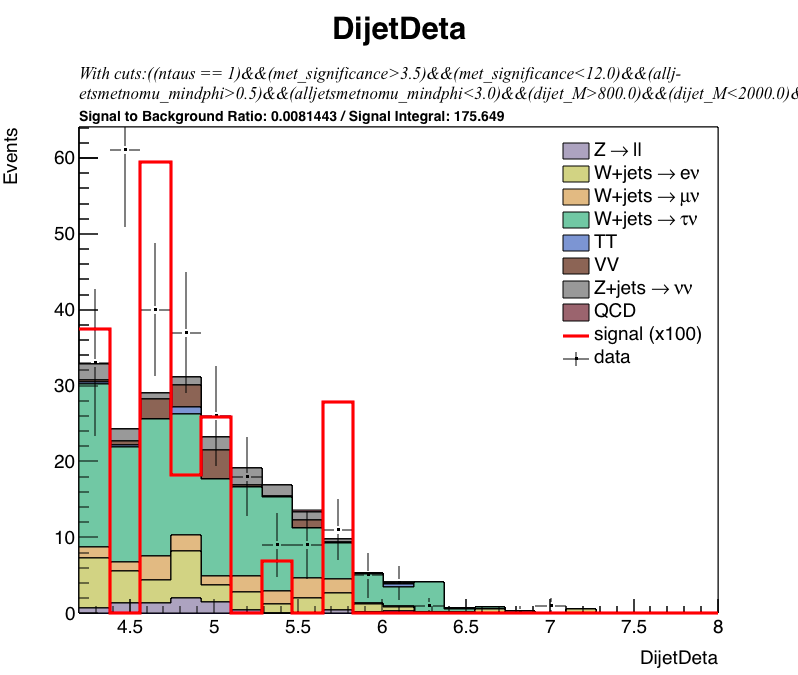 DijetDeta
With cuts:((ntaus == 1)&&(met_significance>3.5)&&(met_significance<12.0)&&(allj-
etsmetnomu_mindphi>0.5)&&(alljetsmetnomu_mindphi<3.0)&&(dijet_M>800.0)&&(dijet_M<2000.0)&
Signal to Background Ratio: 0.0081443 / Signal Integral: 175.649
Events
60
50
40
30
20
10
0
Z → ll
W+jets → eν
W+jets → μν
W+jets → τν
TT
VV
Z+jets → νν
QCD
signal (x100)
data
4.5 5 5.5 6 6.5 7 7.5 8
DijetDeta